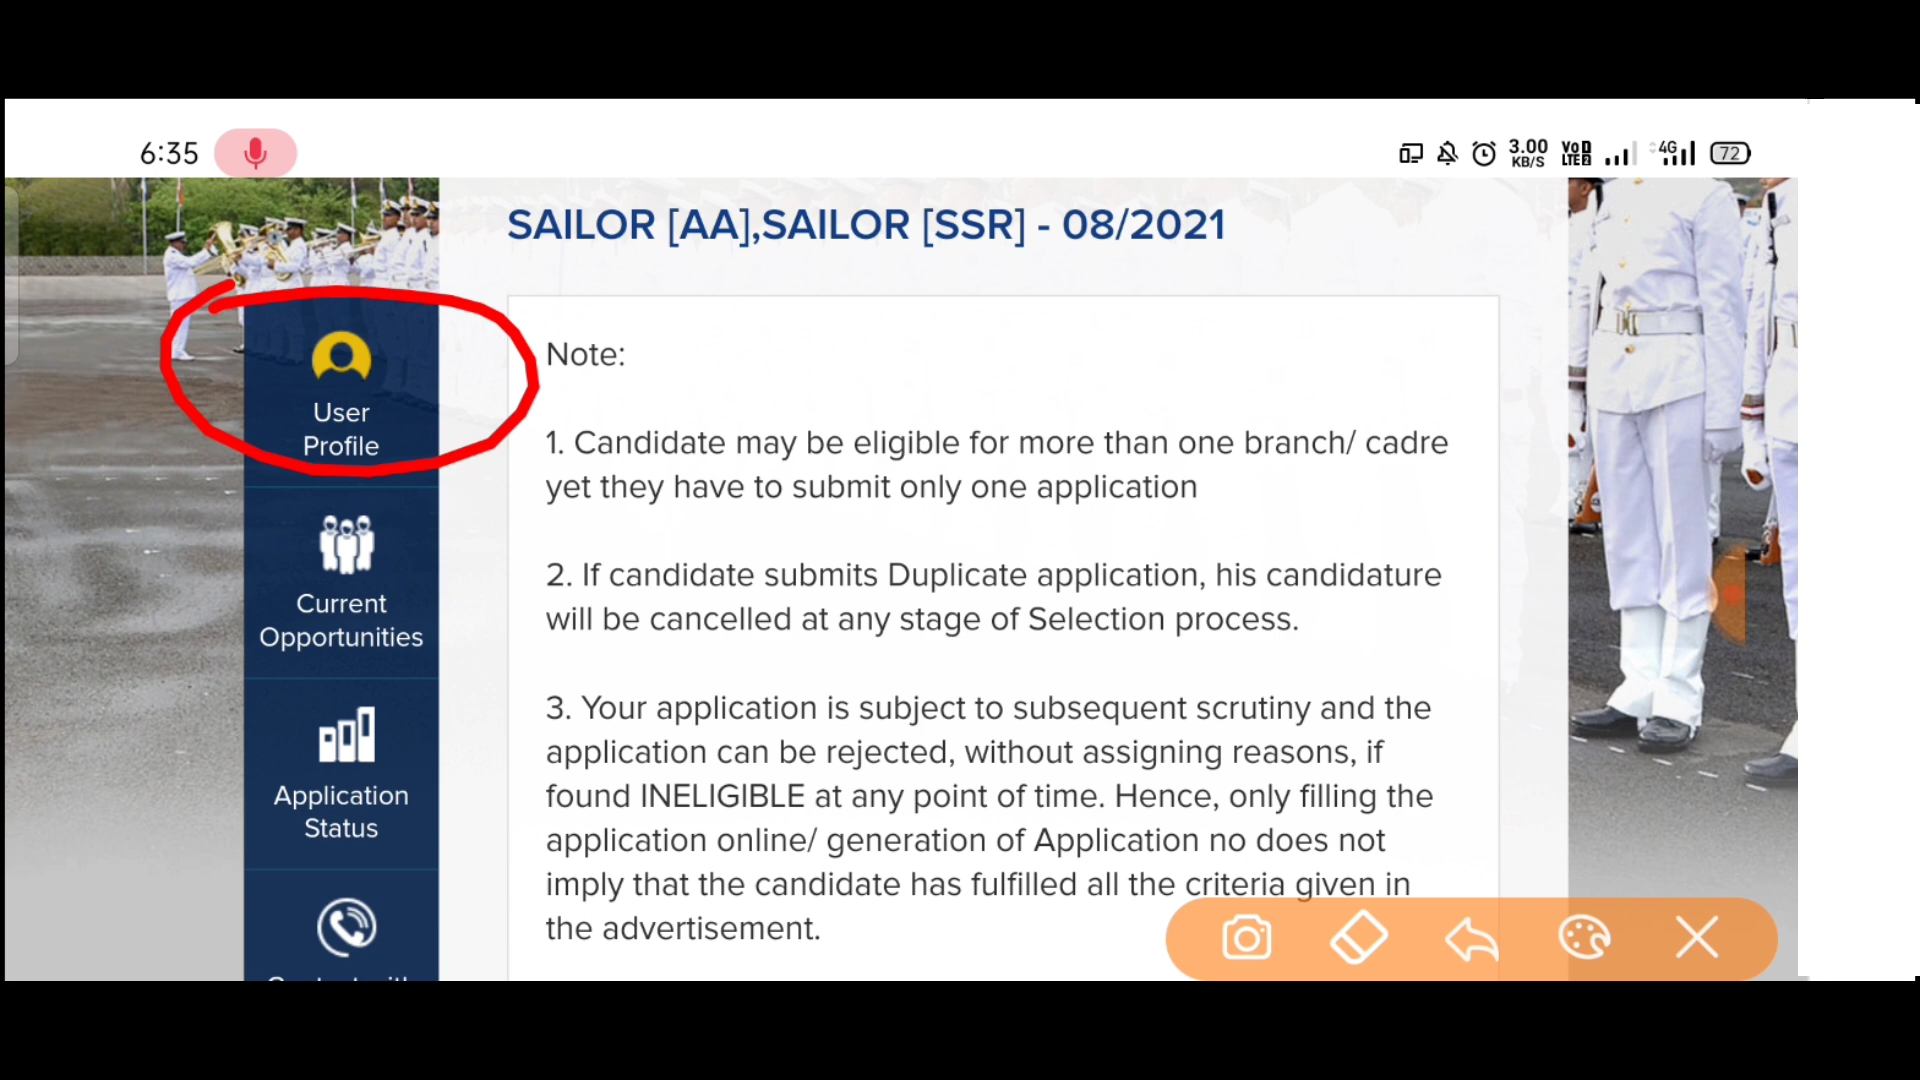 6:35
3.00
KB/S
VoD
LTE2
4G
72
SAILOR [AA],SAILOR [SSR] - 08/2021
User
Profile
Current
Opportunities
Application
Status
Note:
1. Candidate may be eligible for more than one branch/ cadre
yet they have to submit only one application
2. If candidate submits Duplicate application, his candidature
will be cancelled at any stage of Selection process.
3. Your application is subject to subsequent scrutiny and the
application can be rejected, without assigning reasons, if
found INELIGIBLE at any point of time. Hence, only filling the
application online/ generation of Application no does not
imply that the candidate has fulfilled all the criteria given in
the advertisement.